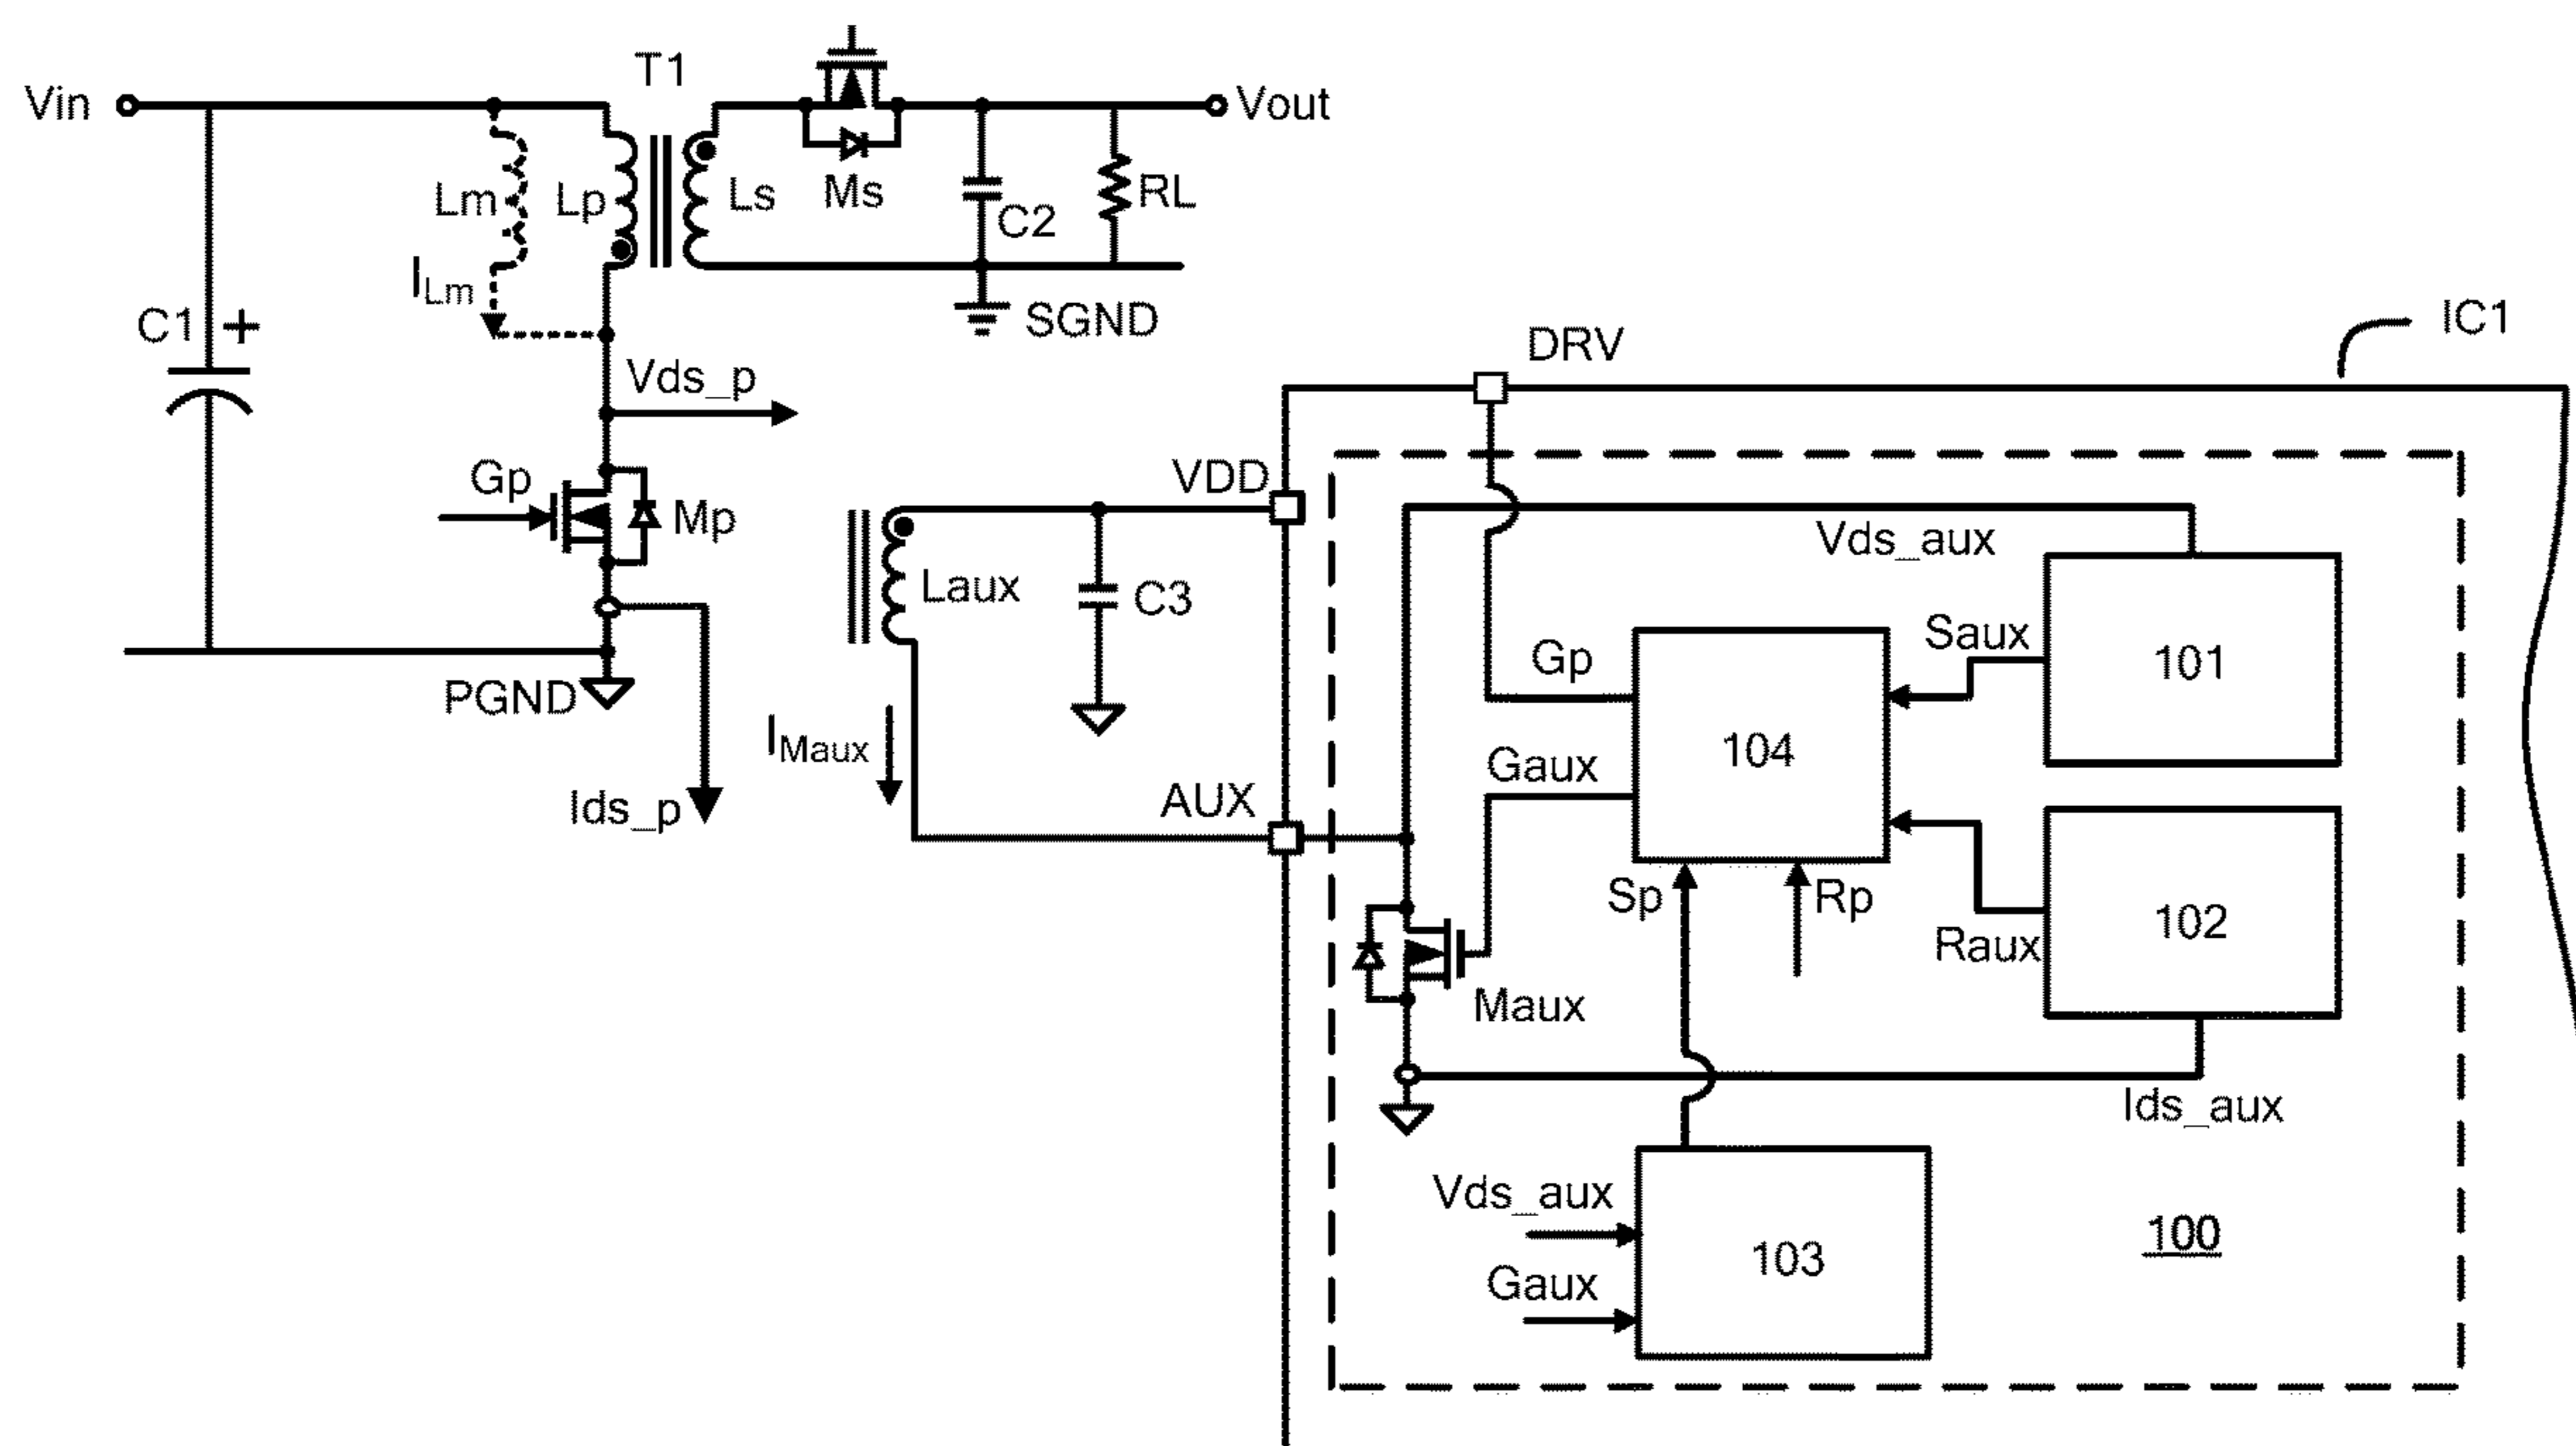 T1
Vin
Vout
Lm
Lp
Ls
Ms
C2
RL
I_Lm
C1 +
SGND
DRV
IC1
Vds_p
Gp
Mp
VDD
Vds_aux
Laux
C3
Saux
101
Gp
PGND
I_Maux
Gaux
104
Ids_p
AUX
Sp
Rp
Raux
102
Maux
Ids_aux
Vds_aux
100
103
Gaux